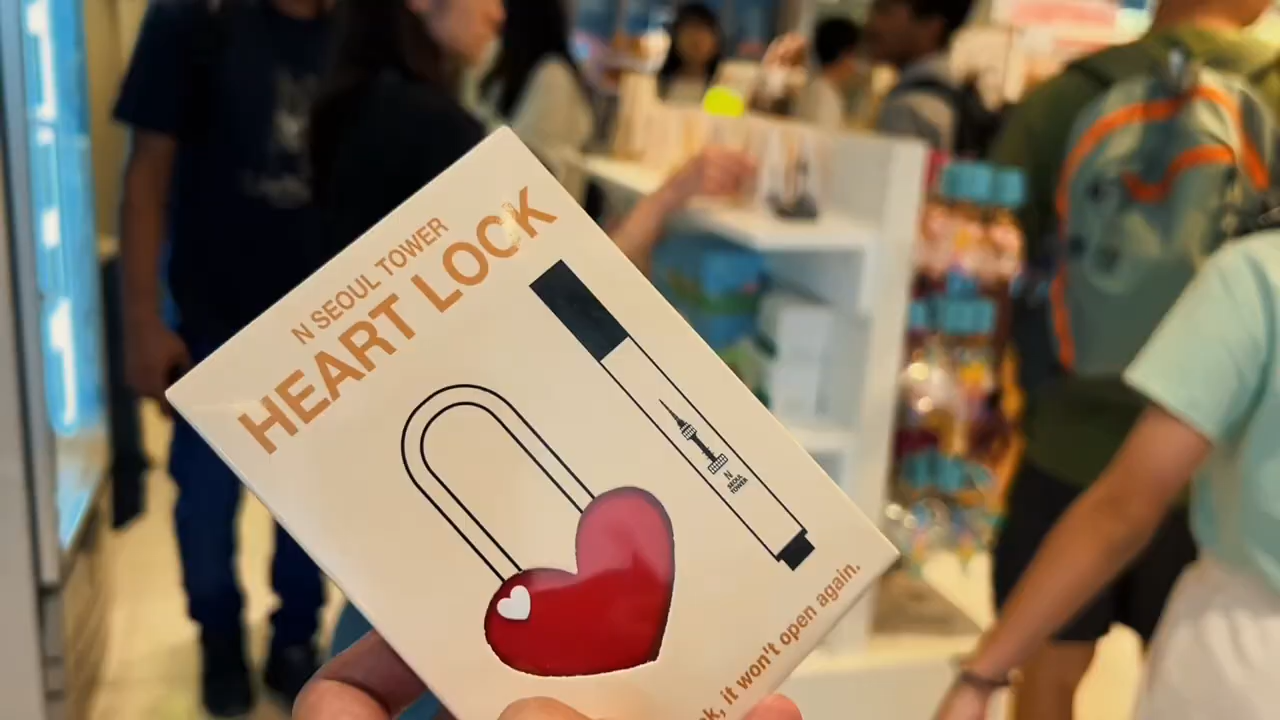 N SEOUL TOWER
HEART LOCK
N
SEOUL
TOWER
it won't open again.